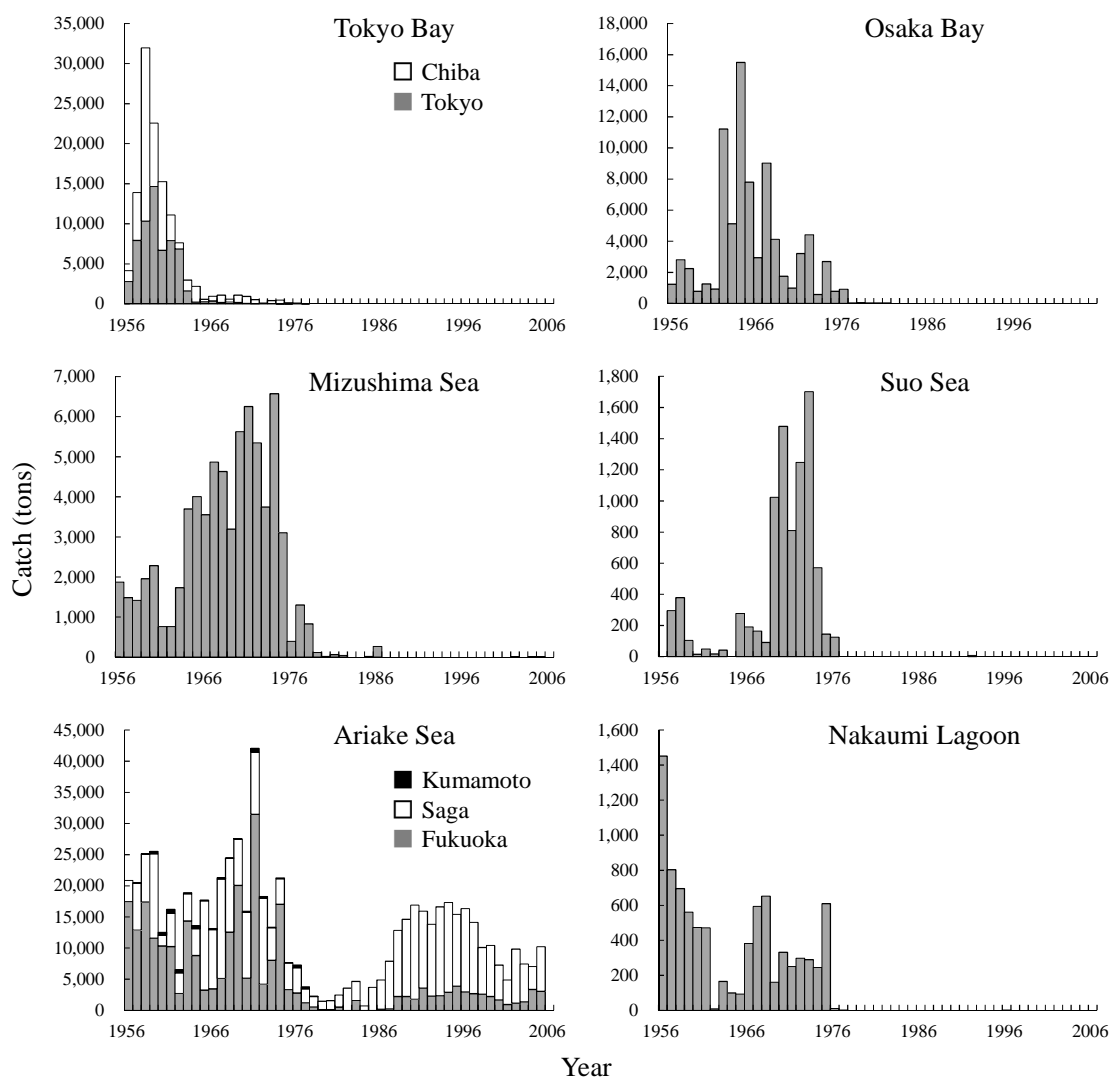 Tokyo Bay
35,000
30,000
25,000
20,000
15,000
10,000
5,000
0
Chiba
Tokyo
1956 1966 1976 1986 1996 2006
Osaka Bay
18,000
16,000
14,000
12,000
10,000
8,000
6,000
4,000
2,000
0
1956 1966 1976 1986 1996
Mizushima Sea
7,000
6,000
5,000
4,000
3,000
2,000
1,000
0
1956 1966 1976 1986 1996 2006
Suo Sea
1,800
1,600
1,400
1,200
1,000
800
600
400
200
0
1956 1966 1976 1986 1996 2006
Catch (tons)
Ariake Sea
45,000
40,000
35,000
30,000
25,000
20,000
15,000
10,000
5,000
0
Kumamoto
Saga
Fukuoka
1956 1966 1976 1986 1996 2006
Nakaumi Lagoon
1,600
1,400
1,200
1,000
800
600
400
200
0
1956 1966 1976 1986 1996 2006
Year